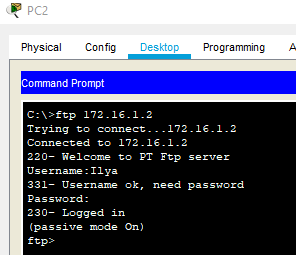 PC2
Physical Config Desktop Programming A
Command Prompt
C:\>ftp 172.16.1.2
Trying to connect...172.16.1.2
Connected to 172.16.1.2
220- Welcome to PT Ftp server
Username:Ilya
331- Username ok, need password
Password:
230- Logged in
(passive mode On)
ftp>